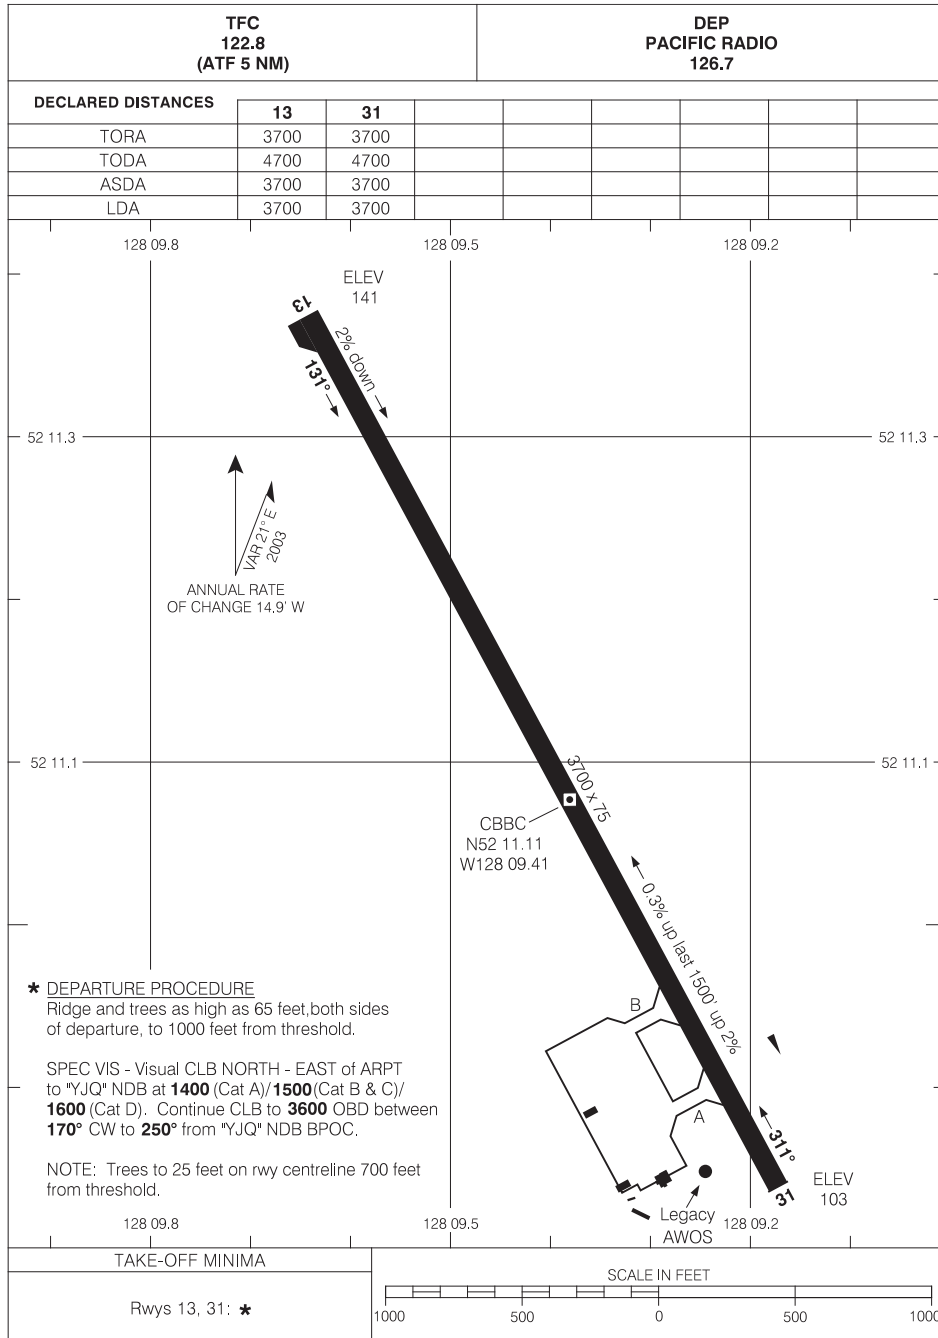 TFC
122.8
(ATF 5 NM)
DEP
PACIFIC RADIO
126.7
DECLARED DISTANCES 13 31
TORA 3700 3700
TODA 4700 4700
ASDA 3700 3700
LDA 3700 3700
128 09.8 128 09.5 128 09.2
ELEV
141
13
2% down
131°
52 11.3 52 11.3
VAR 21° E
2003
ANNUAL RATE
OF CHANGE 14.9' W
52 11.1 52 11.1
3700 x 75
CBBC
N52 11.11
W128 09.41
0.3% up last 1500' up 2%
* DEPARTURE PROCEDURE
Ridge and trees as high as 65 feet,both sides
of departure, to 1000 feet from threshold.
SPEC VIS - Visual CLB NORTH - EAST of ARPT
to "YJQ" NDB at 1400 (Cat A)/ 1500 (Cat B & C)/
1600 (Cat D). Continue CLB to 3600 OBD between
170° CW to 250° from "YJQ" NDB BPOC.
NOTE: Trees to 25 feet on rwy centreline 700 feet
from threshold.
B
A
311°
31
ELEV
103
Legacy
AWOS
128 09.8 128 09.5 128 09.2
TAKE-OFF MINIMA
Rwys 13, 31: *
SCALE IN FEET
1000 500 0 500 1000